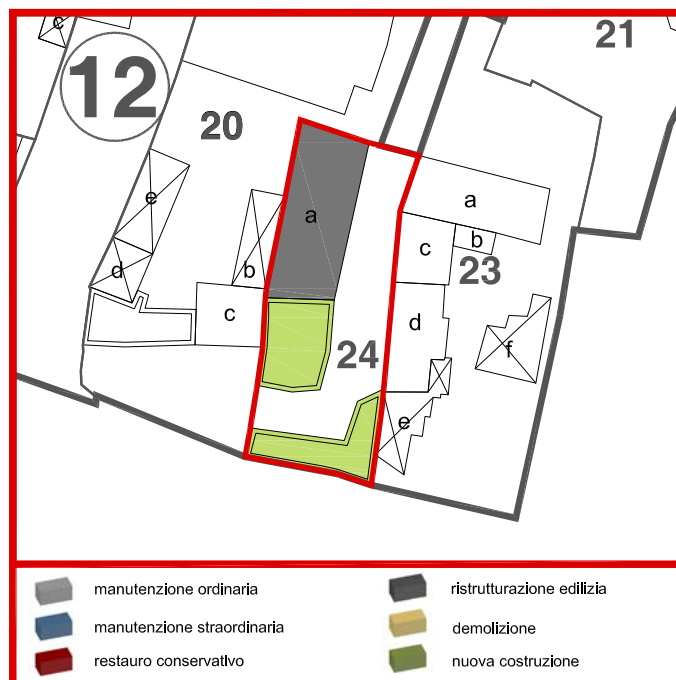 c
12
21
20
e
a
a
b
c
23
d
b
c
d
24
f
e
manutenzione ordinaria
ristrutturazione edilizia
manutenzione straordinaria
demolizione
restauro conservativo
nuova costruzione